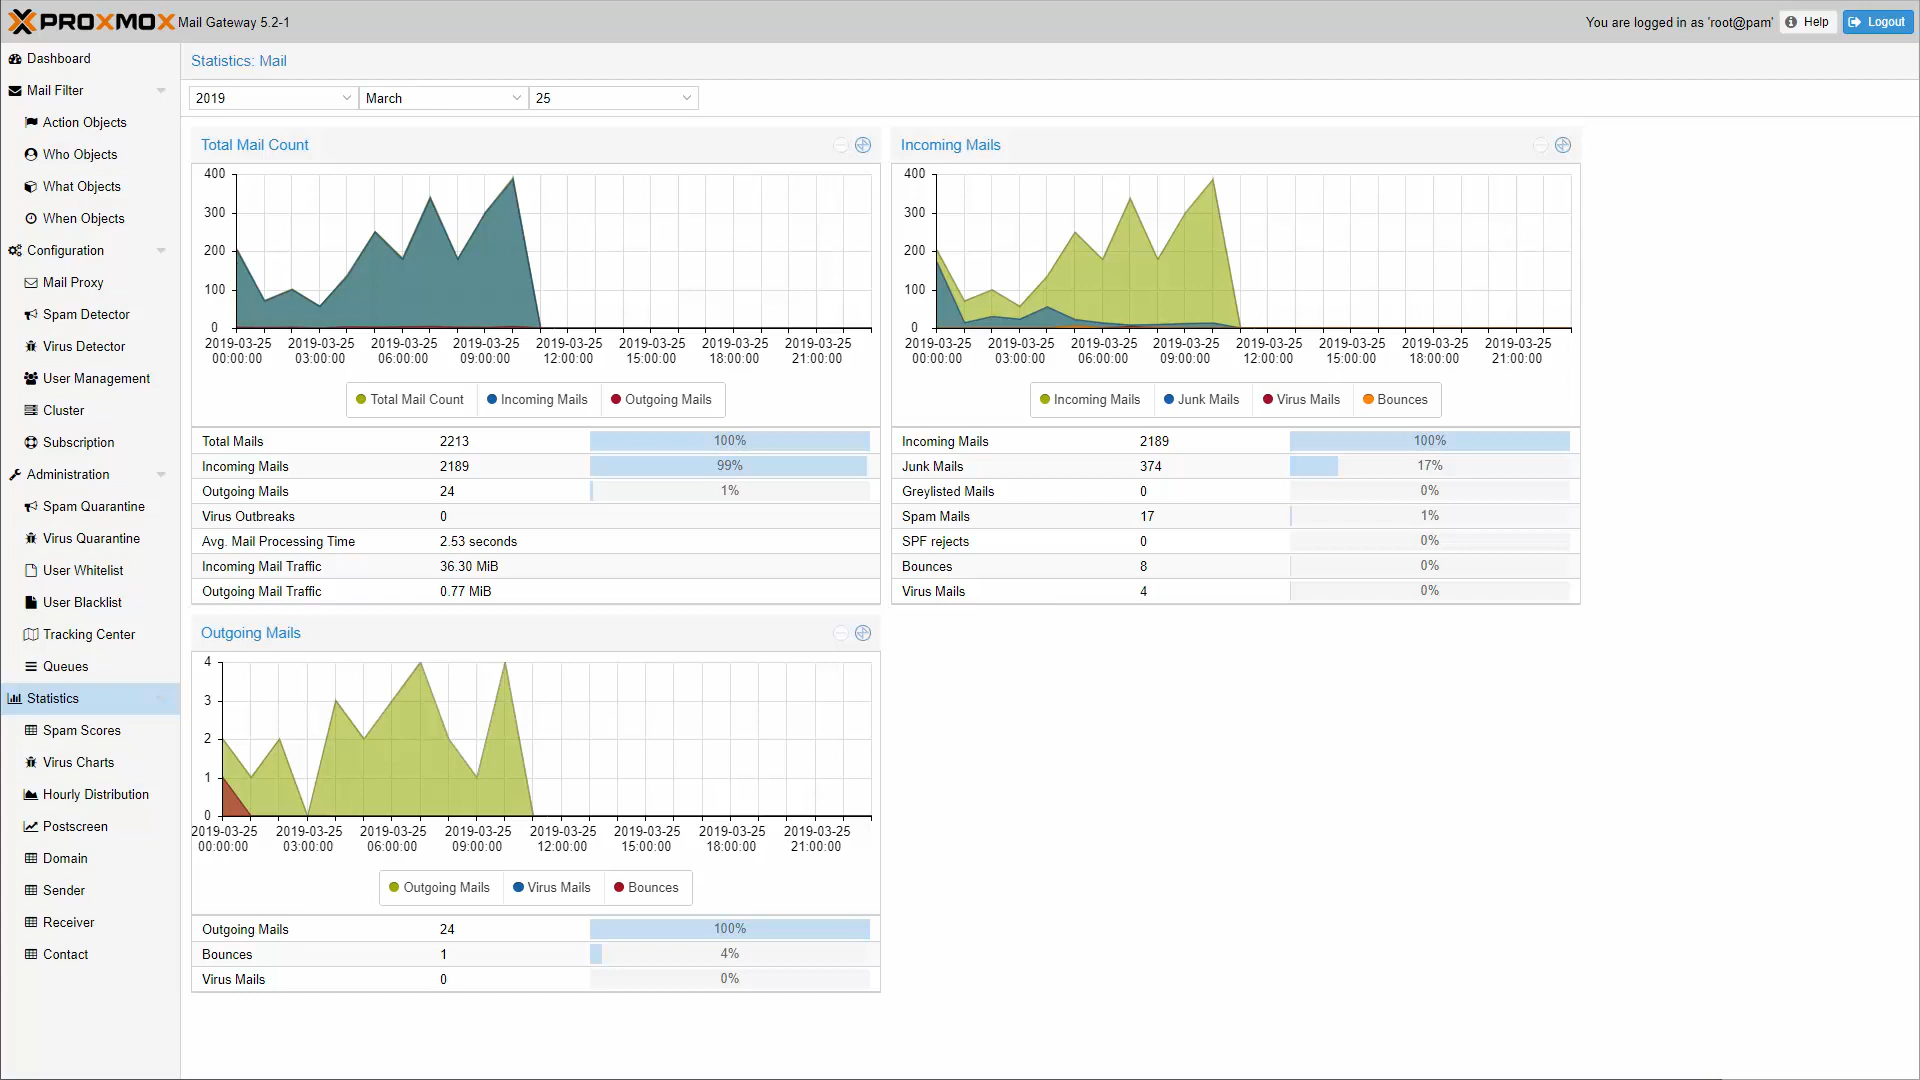 PROXMOX Mail Gateway 5.2-1
You are logged in as 'root@pam'
Help
Logout
Dashboard
Mail Filter
Action Objects
Who Objects
What Objects
When Objects
Configuration
Mail Proxy
Spam Detector
Virus Detector
User Management
Cluster
Subscription
Administration
Spam Quarantine
Virus Quarantine
User Whitelist
User Blacklist
Tracking Center
Queues
Statistics
Spam Scores
Virus Charts
Hourly Distribution
Postscreen
Domain
Sender
Receiver
Contact
Statistics: Mail
2019 March 25
Total Mail Count
400
300
200
100
0
2019-03-25 2019-03-25 2019-03-25 2019-03-25 2019-03-25 2019-03-25 2019-03-25 2019-03-25
00:00:00 03:00:00 06:00:00 09:00:00 12:00:00 15:00:00 18:00:00 21:00:00
Total Mail Count Incoming Mails Outgoing Mails
Total Mails 2213 100%
Incoming Mails 2189 99%
Outgoing Mails 24 1%
Virus Outbreaks 0
Avg. Mail Processing Time 2.53 seconds
Incoming Mail Traffic 36.30 MiB
Outgoing Mail Traffic 0.77 MiB
Incoming Mails
400
300
200
100
0
2019-03-25 2019-03-25 2019-03-25 2019-03-25 2019-03-25 2019-03-25 2019-03-25 2019-03-25
00:00:00 03:00:00 06:00:00 09:00:00 12:00:00 15:00:00 18:00:00 21:00:00
Incoming Mails Junk Mails Virus Mails Bounces
Incoming Mails 2189 100%
Junk Mails 374 17%
Greylisted Mails 0 0%
Spam Mails 17 1%
SPF rejects 0 0%
Bounces 8 0%
Virus Mails 4 0%
Outgoing Mails
4
3
2
1
0
2019-03-25 2019-03-25 2019-03-25 2019-03-25 2019-03-25 2019-03-25 2019-03-25 2019-03-25
00:00:00 03:00:00 06:00:00 09:00:00 12:00:00 15:00:00 18:00:00 21:00:00
Outgoing Mails Virus Mails Bounces
Outgoing Mails 24 100%
Bounces 1 4%
Virus Mails 0 0%